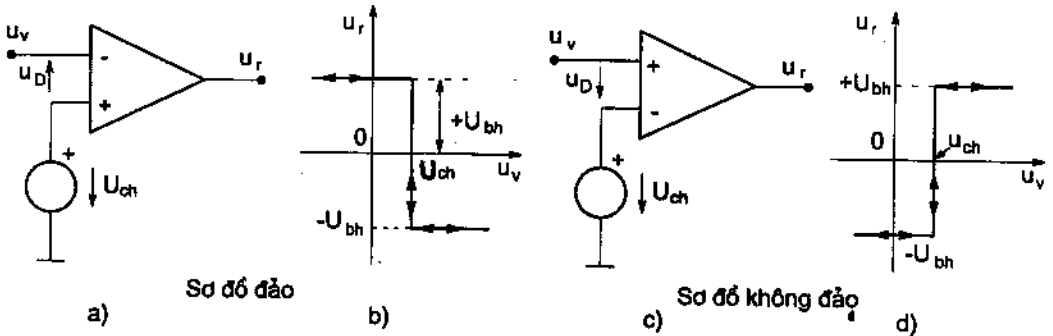 u_v
-
u_D
+
u_r
+
U_ch
a)
Sơ đồ đảo
u_r
0
+U_bh
U_ch
u_v
-U_bh
b)
u_v
+
u_D
-
u_r
+
U_ch
c)
Sơ đồ không đảo
u_r
+U_bh
0
u_ch
u_v
-U_bh
d)